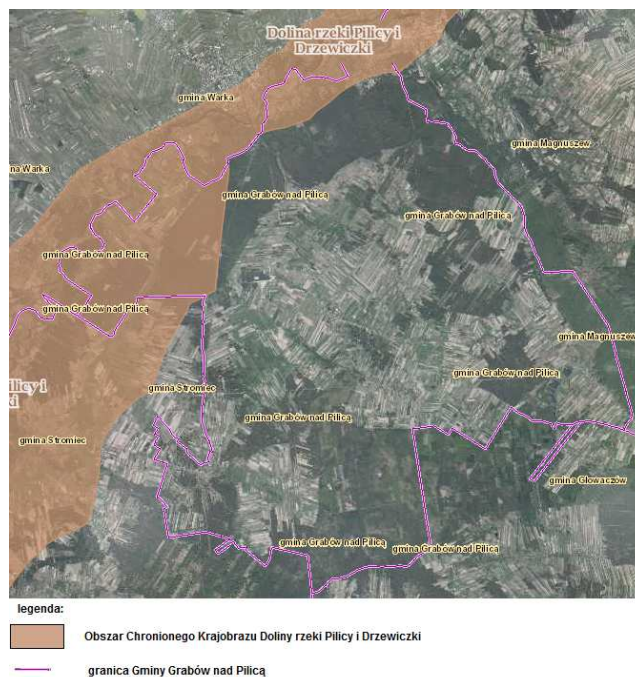 Dolina rzeki Pilicy i
Drzewiczki
gmina Warka
gmina Magnuszew
na Warka
gmina Grabów nad Pilicą
gmina Grabów nad Pilicą
gmina Grabów nad Pilicą
gmina Grabów nad Pilicą
gmina Magnuszew
gmina Grabów nad Pilicą
ilicy i
ki
gmina Stromiec
gmina Grabów nad Pilicą
gmina Stromiec
gmina Głowaczów
gmina Grabów nad Pilicą
gmina Grabów nad Pilicą
legenda:
Obszar Chronionego Krajobrazu Doliny rzeki Pilicy i Drzewiczki
granica Gminy Grabów nad Pilicą